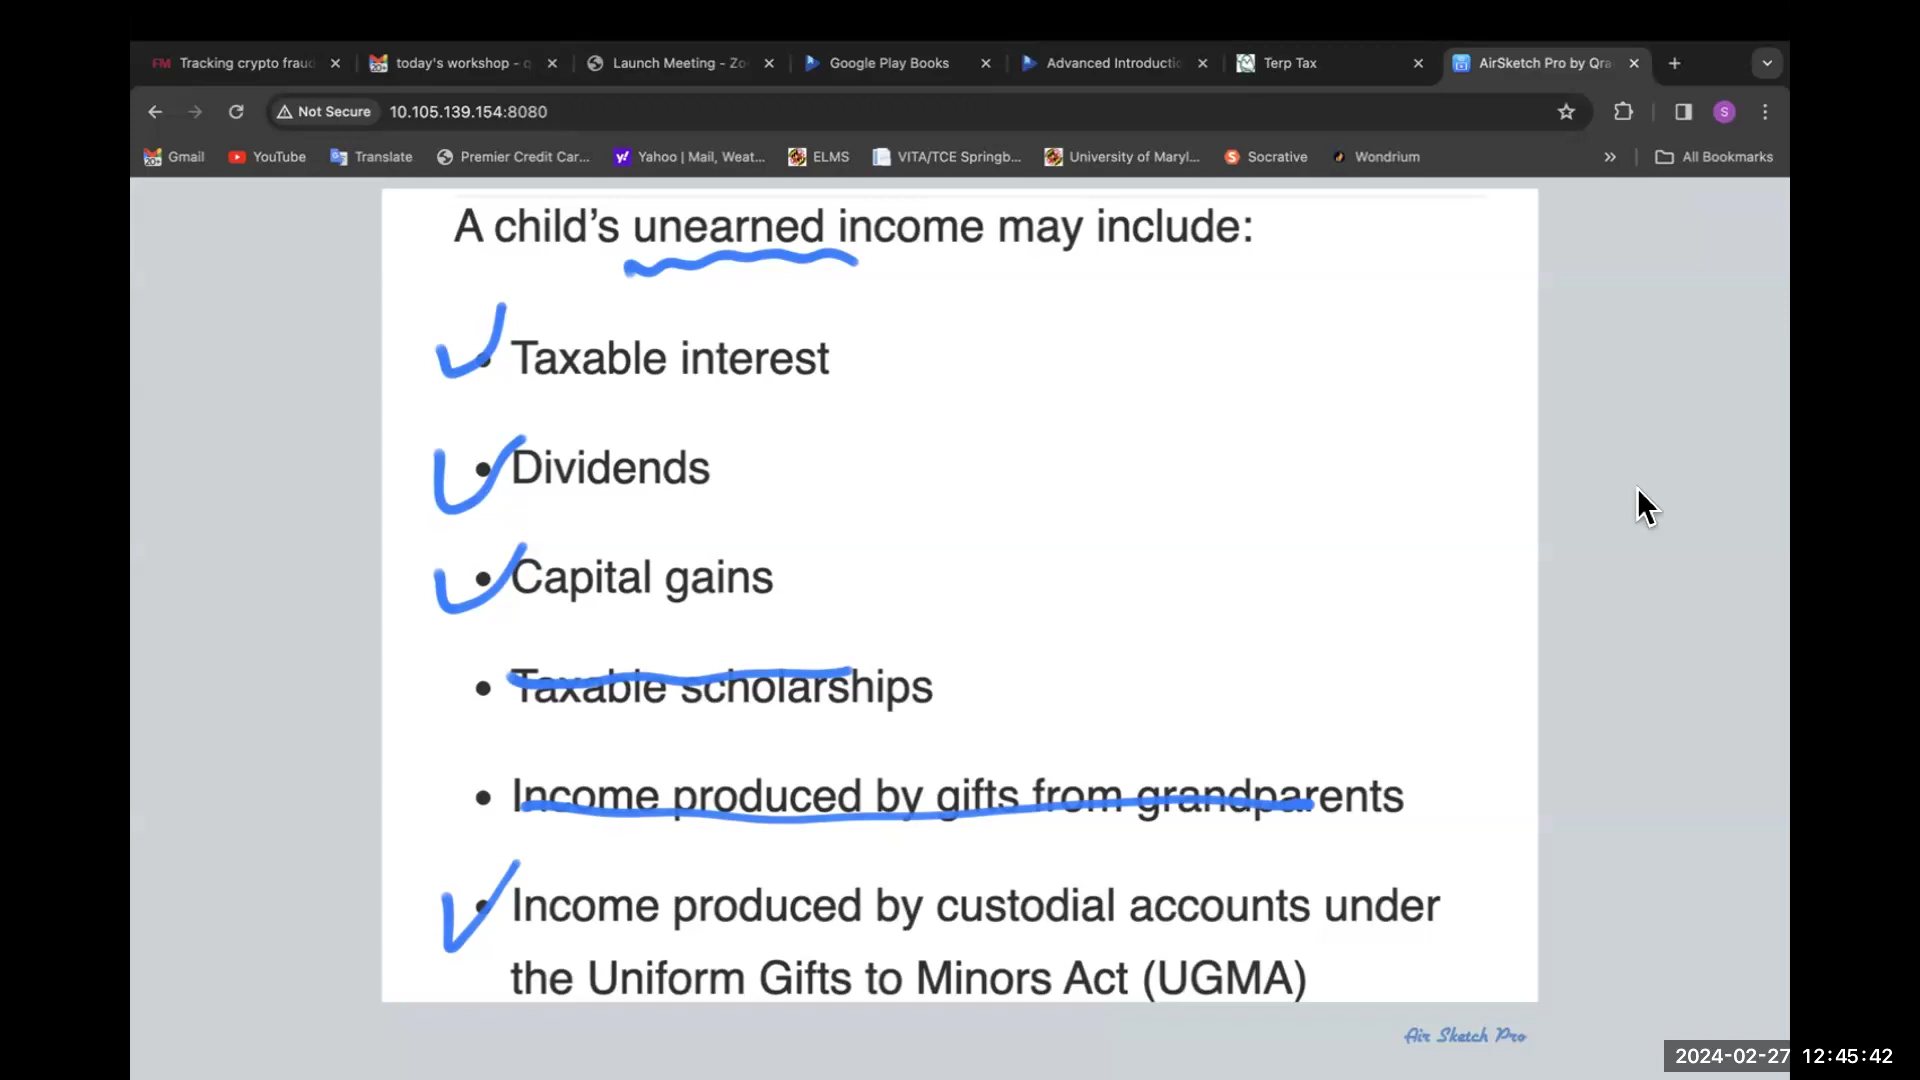 FM Tracking crypto fraud
today's workshop - q
Launch Meeting - Zo
Google Play Books
Advanced Introductic
Terp Tax
AirSketch Pro by Qra
Not Secure 10.105.139.154:8080
S
Gmail
YouTube
Translate
Premier Credit Car...
Yahoo | Mail, Weat...
ELMS
VITA/TCE Springb...
University of Maryl...
Socrative
Wondrium
All Bookmarks
A child’s unearned income may include:
• Taxable interest
• Dividends
• Capital gains
• Taxable scholarships
• Income produced by gifts from grandparents
• Income produced by custodial accounts under
the Uniform Gifts to Minors Act (UGMA)
Air Sketch Pro
2024-02-27 12:45:42